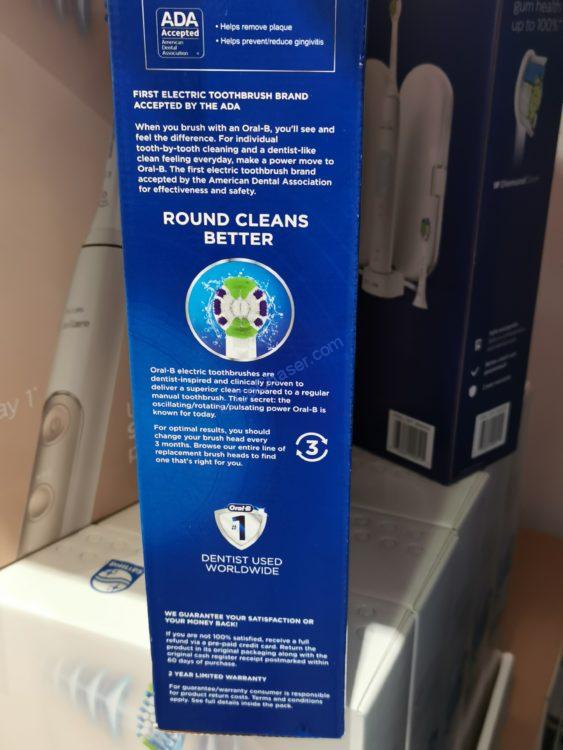 ADA
Accepted
American
Dental
Association
• Helps remove plaque
• Helps prevent/reduce gingivitis
FIRST ELECTRIC TOOTHBRUSH BRAND
ACCEPTED BY THE ADA
When you brush with an Oral-B, you'll see and
feel the difference. For individual
tooth-by-tooth cleaning and a dentist-like
clean feeling everyday, make a power move to
Oral-B. The first electric toothbrush brand
accepted by the American Dental Association
for effectiveness and safety.
ROUND CLEANS
BETTER
Oral-B electric toothbrushes are
dentist-inspired and clinically proven to
deliver a superior clean compared to a regular
manual toothbrush. Their secret: the
oscillating/rotating/pulsating power Oral-B is
known for today.
For optimal results, you should
change your brush head every
3 months. Browse our entire line of
replacement brush heads to find
one that's right for you.
3
Oral-B
#1
DENTIST USED
WORLDWIDE
WE GUARANTEE YOUR SATISFACTION OR
YOUR MONEY BACK!
If you are not 100% satisfied, receive a full
refund via a pre-paid credit card. Return the
product in its original packaging along with the
original cash register receipt postmarked within
60 days of purchase.
2 YEAR LIMITED WARRANTY
For guarantee/warranty consumer is responsible
for product return costs. Terms and conditions
apply. See full details inside the pack.
gum health
up to 100%*
PHILIPS